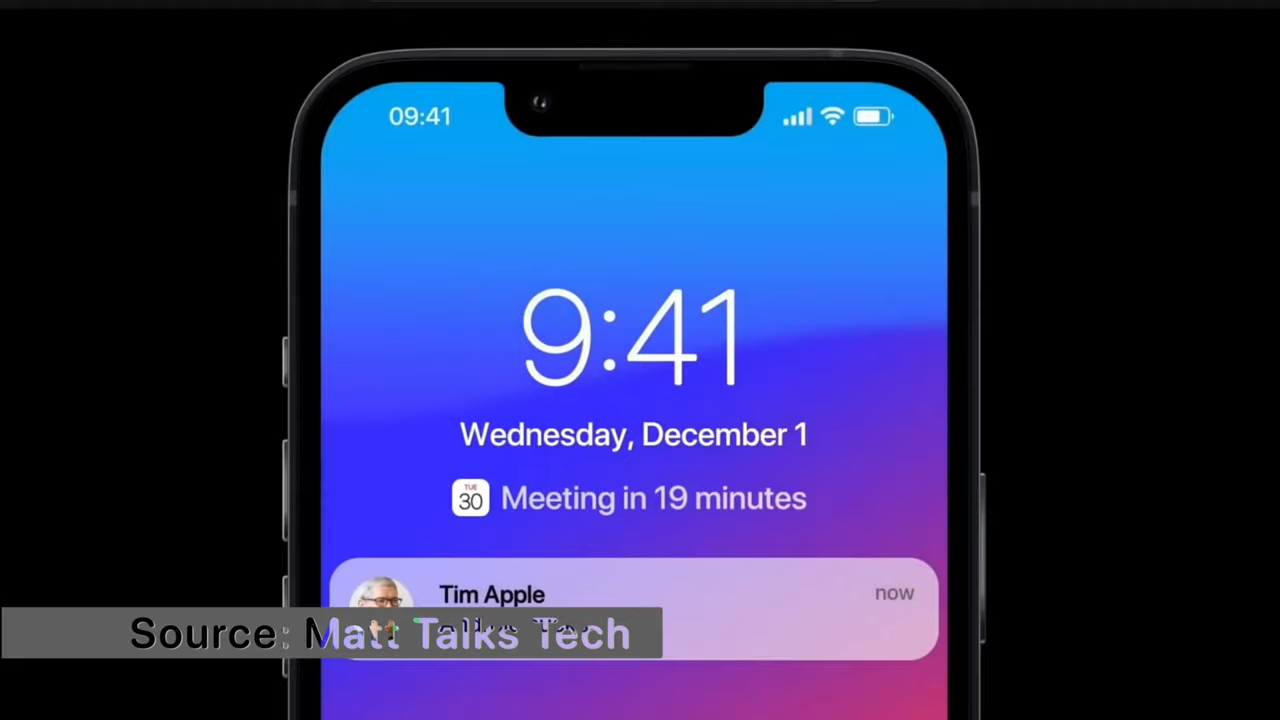 09:41
9:41
Wednesday, December 1
TUE
30
Meeting in 19 minutes
Tim Apple
now
Source: Matt Talks Tech